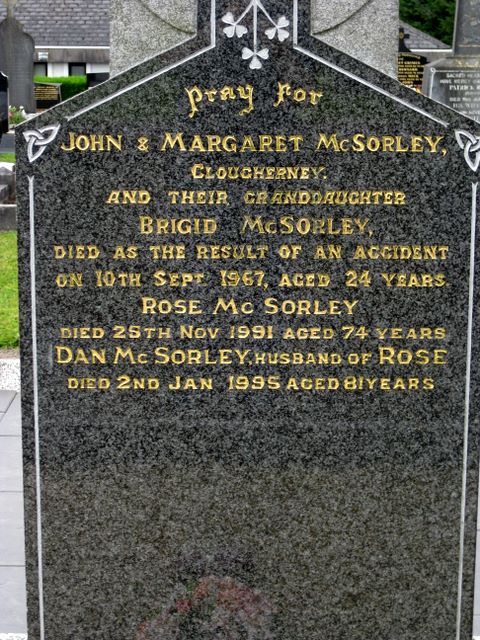 pray for
JOHN & MARGARET McSORLEY,
CLOUGHERNEY.
AND THEIR GRANDDAUGHTER
BRIGID McSORLEY,
DIED AS THE RESULT OF AN ACCIDENT
ON 10TH SEPT. 1967, AGED 24 YEARS.
ROSE MC SORLEY
DIED 25TH NOV 1991 AGED 74 YEARS
DAN MC SORLEY, HUSBAND OF ROSE
DIED 2ND JAN 1995 AGED 81 YEARS